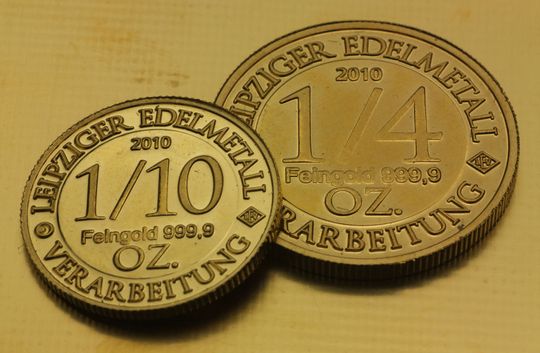 LEIPZIGER EDELMETALL
2010
1/10
Feingold 999,9
OZ.
VERARBEITUNG
LEIPZIGER EDELMETALL
2010
1/4
Feingold 999,9
OZ.
VERARBEITUNG